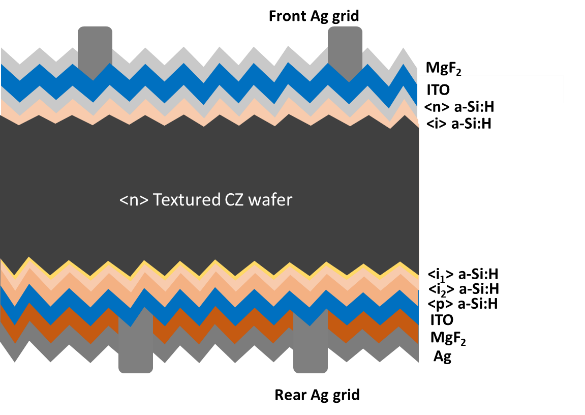 Front Ag grid
MgF₂
ITO
<n> a-Si:H
<i> a-Si:H
<n> Textured CZ wafer
<i₁> a-Si:H
<i₂> a-Si:H
<p> a-Si:H
ITO
MgF₂
Ag
Rear Ag grid